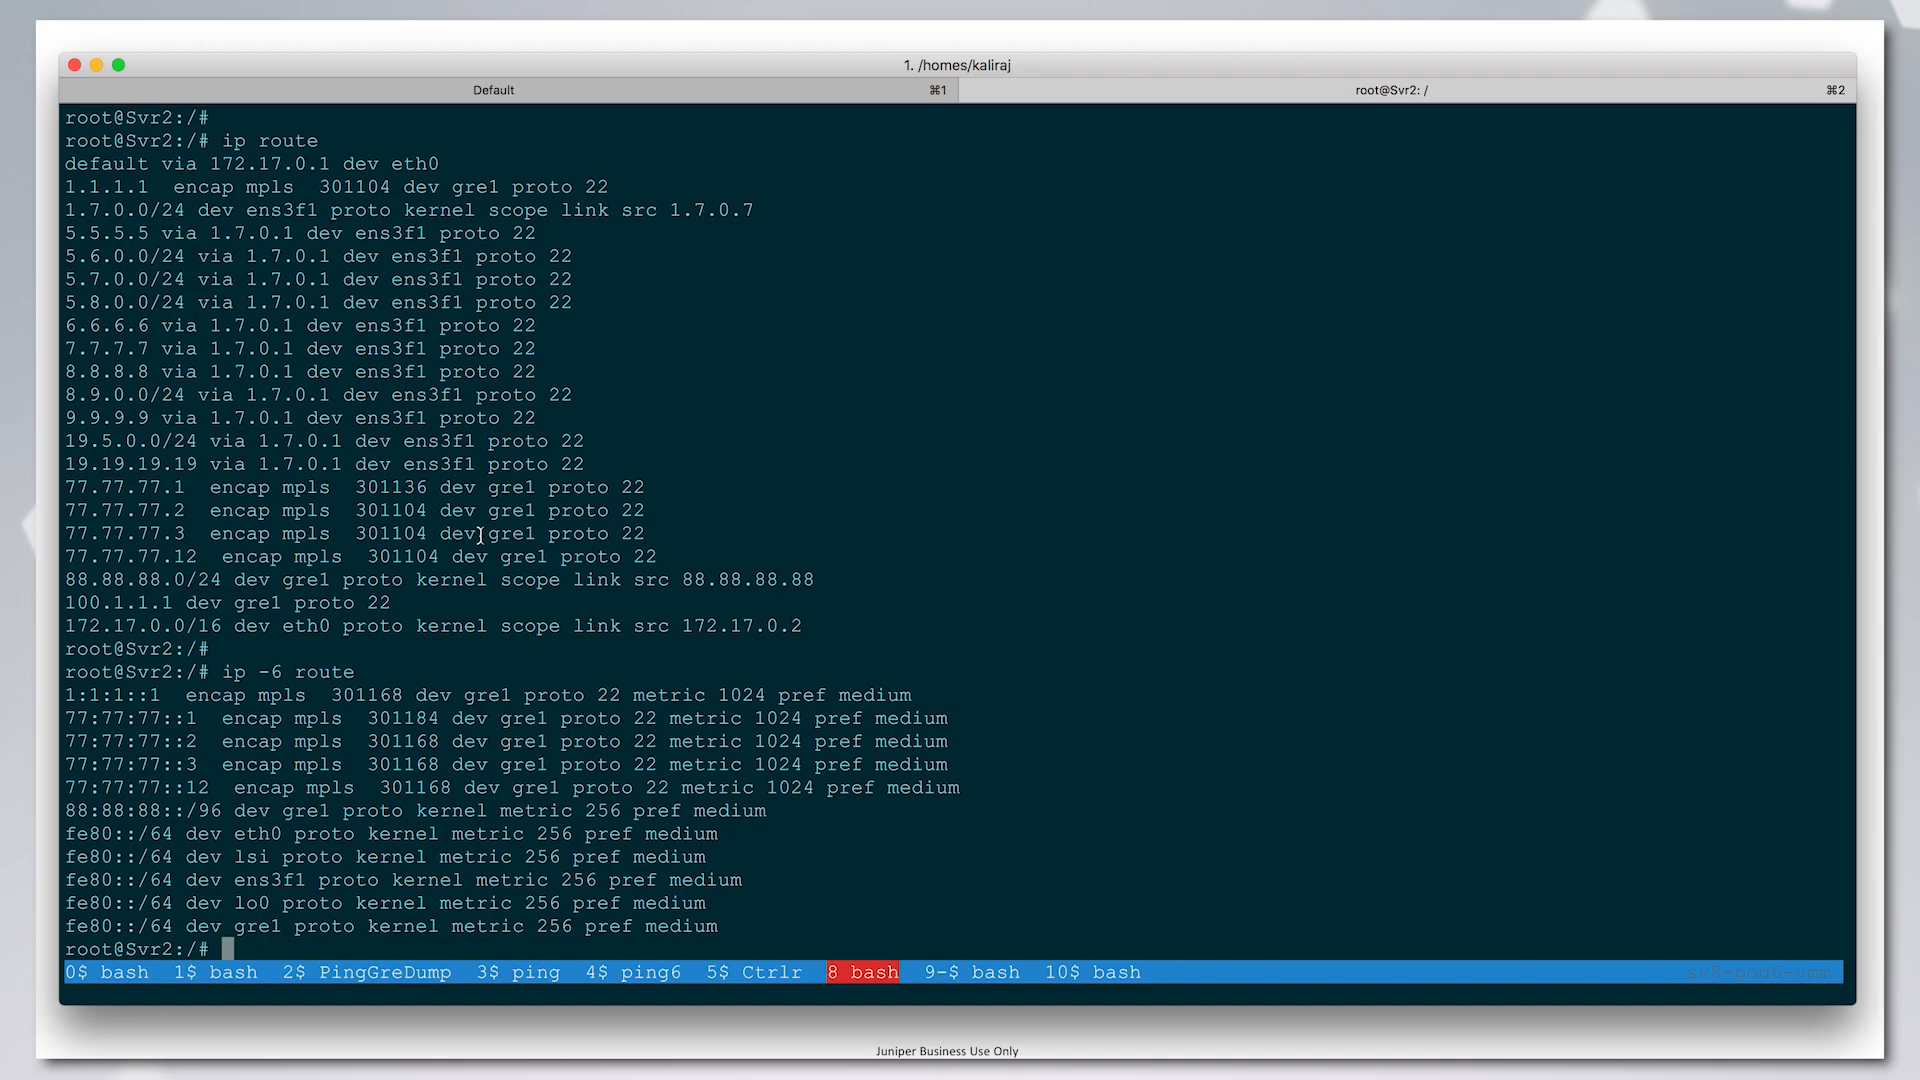 1. /homes/kaliraj
Default ⌘1 root@Svr2: / ⌘2
root@Svr2:/#
root@Svr2:/# ip route
default via 172.17.0.1 dev eth0
1.1.1.1  encap mpls  301104 dev gre1 proto 22
1.7.0.0/24 dev ens3f1 proto kernel scope link src 1.7.0.7
5.5.5.5 via 1.7.0.1 dev ens3f1 proto 22
5.6.0.0/24 via 1.7.0.1 dev ens3f1 proto 22
5.7.0.0/24 via 1.7.0.1 dev ens3f1 proto 22
5.8.0.0/24 via 1.7.0.1 dev ens3f1 proto 22
6.6.6.6 via 1.7.0.1 dev ens3f1 proto 22
7.7.7.7 via 1.7.0.1 dev ens3f1 proto 22
8.8.8.8 via 1.7.0.1 dev ens3f1 proto 22
8.9.0.0/24 via 1.7.0.1 dev ens3f1 proto 22
9.9.9.9 via 1.7.0.1 dev ens3f1 proto 22
19.5.0.0/24 via 1.7.0.1 dev ens3f1 proto 22
19.19.19.19 via 1.7.0.1 dev ens3f1 proto 22
77.77.77.1  encap mpls  301136 dev gre1 proto 22
77.77.77.2  encap mpls  301104 dev gre1 proto 22
77.77.77.3  encap mpls  301104 dev gre1 proto 22
77.77.77.12  encap mpls  301104 dev gre1 proto 22
88.88.88.0/24 dev gre1 proto kernel scope link src 88.88.88.88
100.1.1.1 dev gre1 proto 22
172.17.0.0/16 dev eth0 proto kernel scope link src 172.17.0.2
root@Svr2:/#
root@Svr2:/# ip -6 route
1:1:1::1  encap mpls  301168 dev gre1 proto 22 metric 1024 pref medium
77:77:77::1  encap mpls  301184 dev gre1 proto 22 metric 1024 pref medium
77:77:77::2  encap mpls  301168 dev gre1 proto 22 metric 1024 pref medium
77:77:77::3  encap mpls  301168 dev gre1 proto 22 metric 1024 pref medium
77:77:77::12  encap mpls  301168 dev gre1 proto 22 metric 1024 pref medium
88:88:88::/96 dev gre1 proto kernel metric 256 pref medium
fe80::/64 dev eth0 proto kernel metric 256 pref medium
fe80::/64 dev lsi proto kernel metric 256 pref medium
fe80::/64 dev ens3f1 proto kernel metric 256 pref medium
fe80::/64 dev lo0 proto kernel metric 256 pref medium
fe80::/64 dev gre1 proto kernel metric 256 pref medium
root@Svr2:/#
0$ bash  1$ bash  2$ PingGreDump  3$ ping  4$ ping6  5$ Ctrlr  8 bash  9-$ bash  10$ bash  sv8-pod6-vmm
Juniper Business Use Only